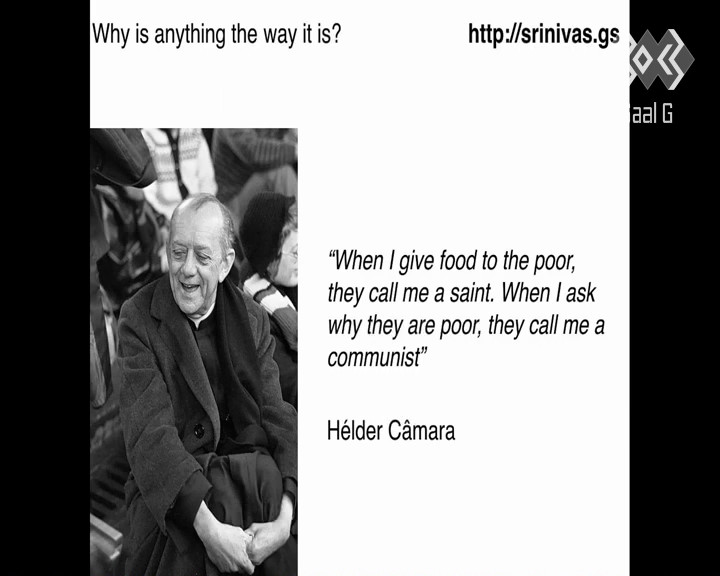 Why is anything the way it is?
http://srinivas.gs
aal G
“When I give food to the poor,
they call me a saint. When I ask
why they are poor, they call me a
communist”
Hélder Câmara